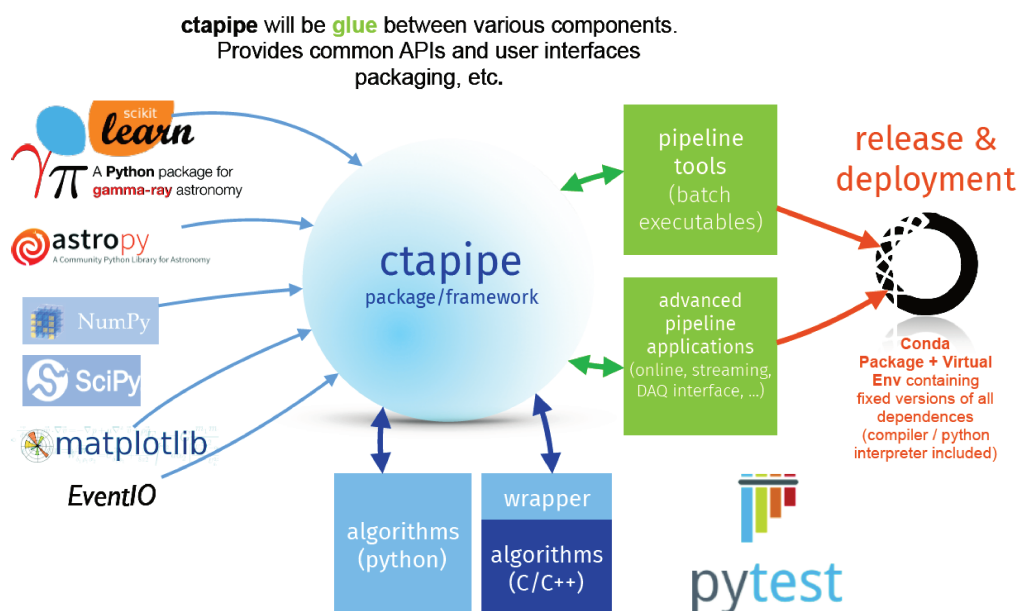 ctapipe will be glue between various components.
Provides common APIs and user interfaces
packaging, etc.
scikit
learn
γπ
A Python package for
gamma-ray astronomy
astropy
A Community Python Library for Astronomy
NumPy
SciPy
matplotlib
EventIO
ctapipe
package/framework
pipeline
tools
(batch
executables)
advanced
pipeline
applications
(online, streaming,
DAQ interface, ...)
release &
deployment
Conda
Package + Virtual
Env containing
fixed versions of all
dependences
(compiler / python
interpreter included)
algorithms
(python)
wrapper
algorithms
(C/C++)
pytest